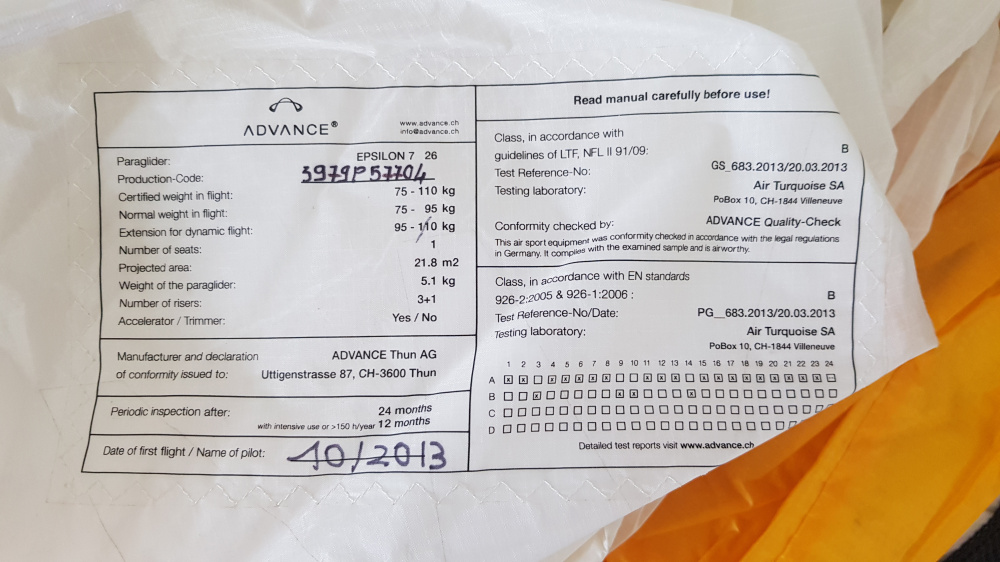 ADVANCE®
www.advance.ch
info@advance.ch
Paraglider: EPSILON 7 26
Production-Code: 3979P57704
Certified weight in flight: 75 - 110 kg
Normal weight in flight: 75 - 95 kg
Extension for dynamic flight: 95 - 110 kg
Number of seats: 1
Projected area: 21.8 m2
Weight of the paraglider: 5.1 kg
Number of risers: 3+1
Accelerator / Trimmer: Yes / No
Manufacturer and declaration ADVANCE Thun AG
of conformity issued to: Uttigenstrasse 87, CH-3600 Thun
Periodic inspection after: 24 months
with intensive use or >150 h/year 12 months
Date of first flight / Name of pilot: 10/2013
Read manual carefully before use!
Class, in accordance with
guidelines of LTF, NFL II 91/09: B
Test Reference-No: GS_683.2013/20.03.2013
Testing laboratory: Air Turquoise SA
PoBox 10, CH-1844 Villeneuve
Conformity checked by: ADVANCE Quality-Check
This air sport equipment was conformity checked in accordance with the legal regulations
in Germany. It complies with the examined sample and is airworthy.
Class, in accordance with EN standards
926-2:2005 & 926-1:2006 : B
Test Reference-No/Date: PG_683.2013/20.03.2013
Testing laboratory: Air Turquoise SA
PoBox 10, CH-1844 Villeneuve
1 2 3 4 5 6 7 8 9 10 11 12 13 14 15 16 17 18 19 20 21 22 23 24
A
B
C
D
Detailed test reports visit www.advance.ch